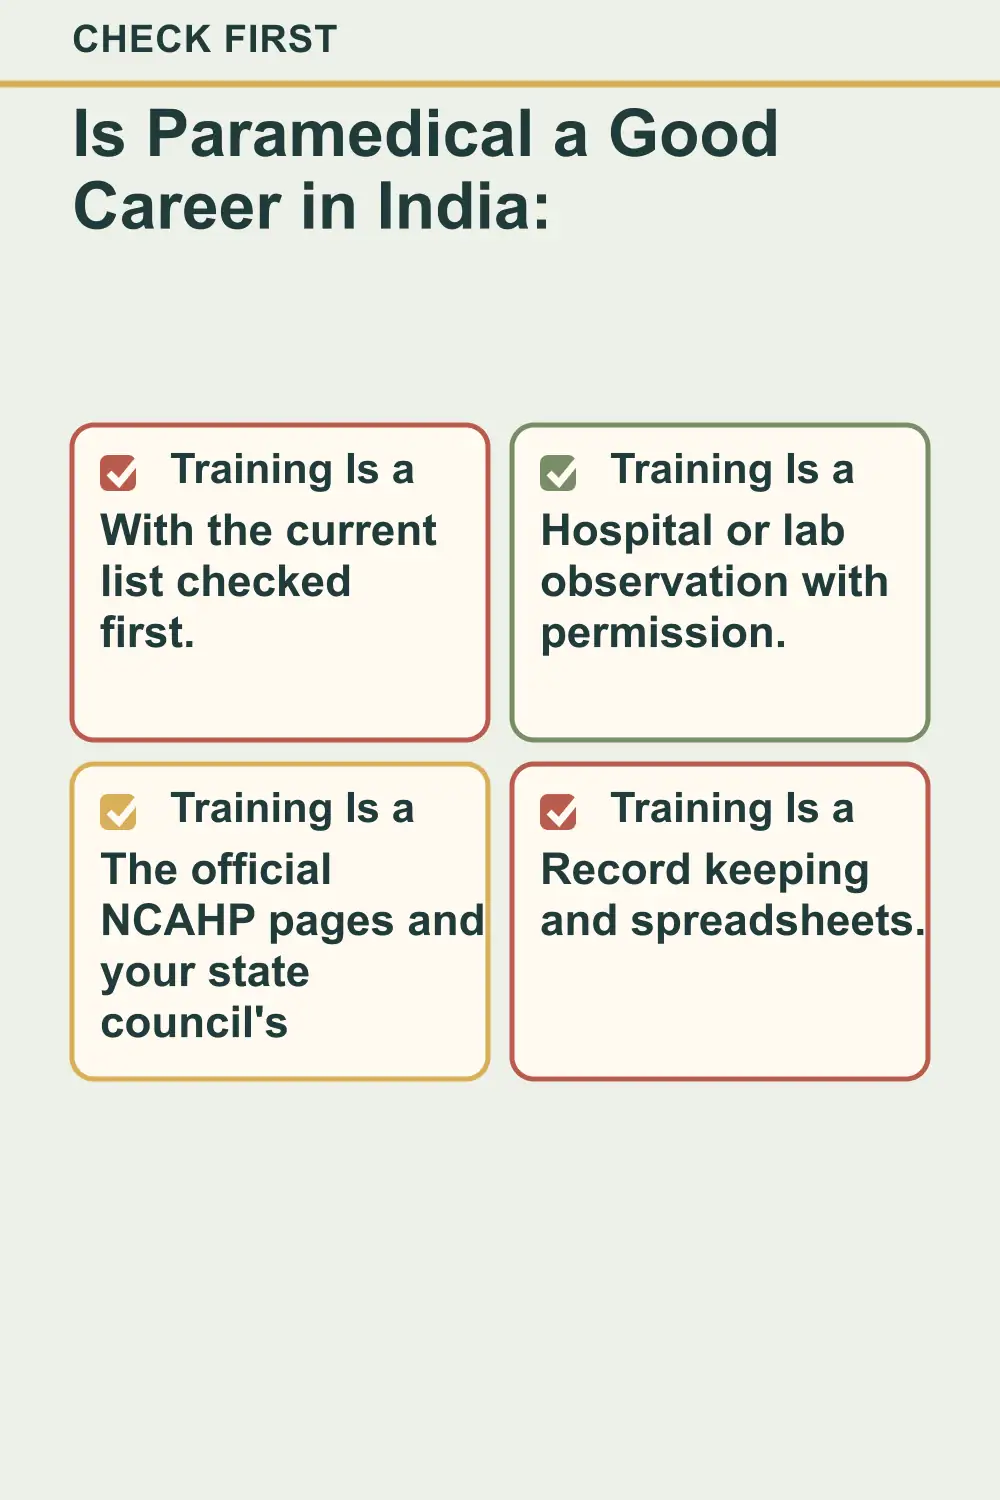 CHECK FIRST
Is Paramedical a Good
Career in India:
Training Is a
With the current
list checked
first.
Training Is a
Hospital or lab
observation with
permission.
Training Is a
The official
NCAHP pages and
your state
council's
Training Is a
Record keeping
and spreadsheets.